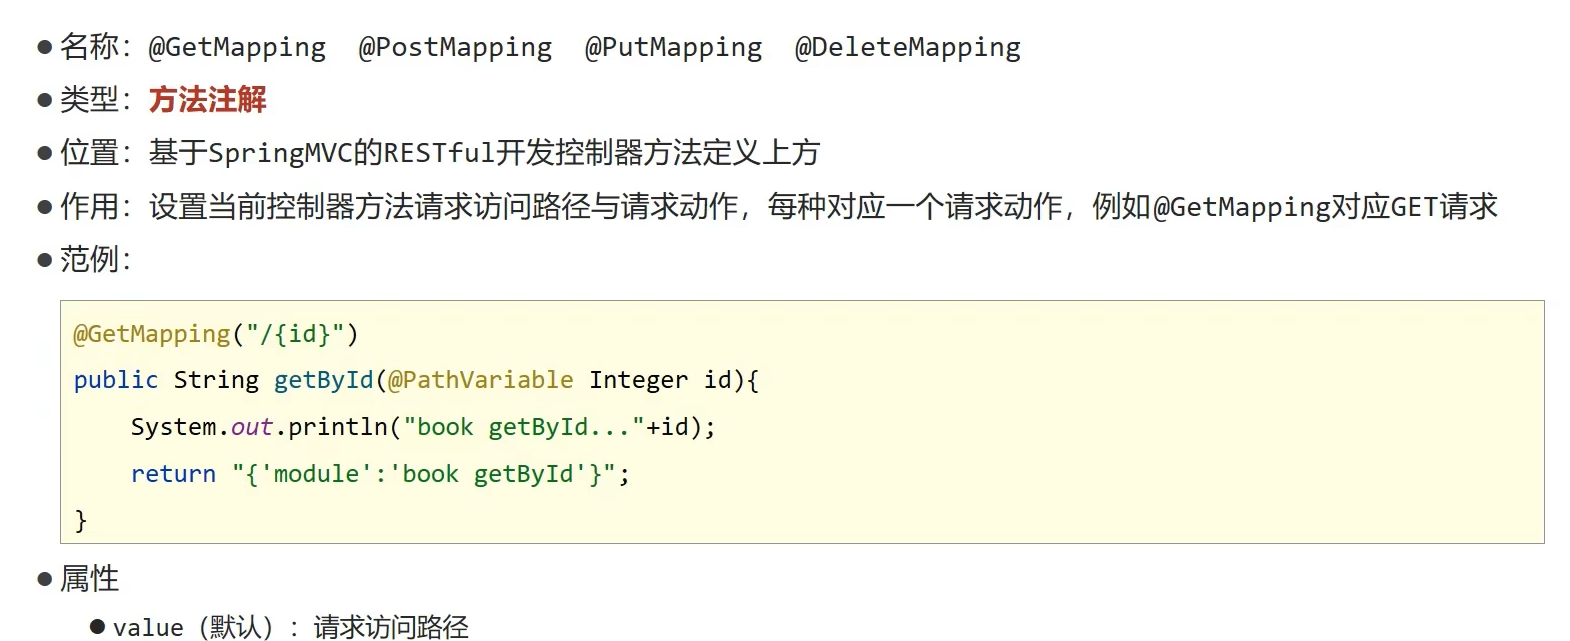 ● 名称：@GetMapping @PostMapping @PutMapping @DeleteMapping
● 类型：方法注解
● 位置：基于SpringMVC的RESTful开发控制器方法定义上方
● 作用：设置当前控制器方法请求访问路径与请求动作，每种对应一个请求动作，例如@GetMapping对应GET请求
● 范例：
@GetMapping("/{id}")
public String getById(@PathVariable Integer id){
    System.out.println("book getById..."+id);
    return "{'module':'book getById'}";
}
● 属性
● value（默认）：请求访问路径